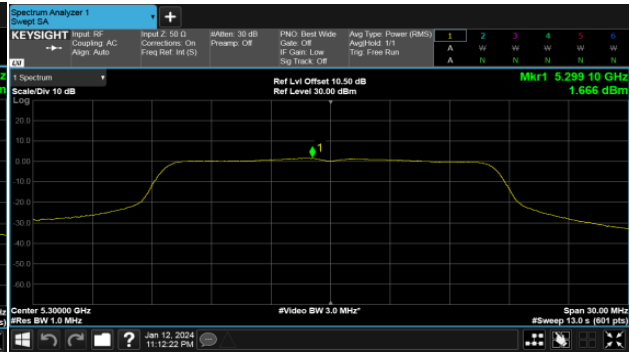 Spectrum Analyzer 1
Swept SA
+
KEYSIGHT
Input: RF
Coupling: AC
Align: Auto
Input Z: 50 Ω
Corrections: On
Freq Ref: Int (S)
#Atten: 30 dB
Preamp: Off
PNO: Best Wide
Gate: Off
IF Gain: Low
Sig Track: Off
Avg Type: Power (RMS)
Avg|Hold: 1/1
Trig: Free Run
1 2 3 4 5 6
A W W W W W
A N N N N N
LXI
1 Spectrum
Scale/Div 10 dB
Ref Lvl Offset 10.50 dB
Ref Level 30.00 dBm
Mkr1 5.299 10 GHz
1.666 dBm
Log
20.0
10.0
0.00
-10.0
-20.0
-30.0
-40.0
-50.0
-60.0
1
Center 5.30000 GHz
#Res BW 1.0 MHz
#Video BW 3.0 MHz*
Span 30.00 MHz
#Sweep 13.0 s (601 pts)
?
Jan 12, 2024
11:12:22 PM